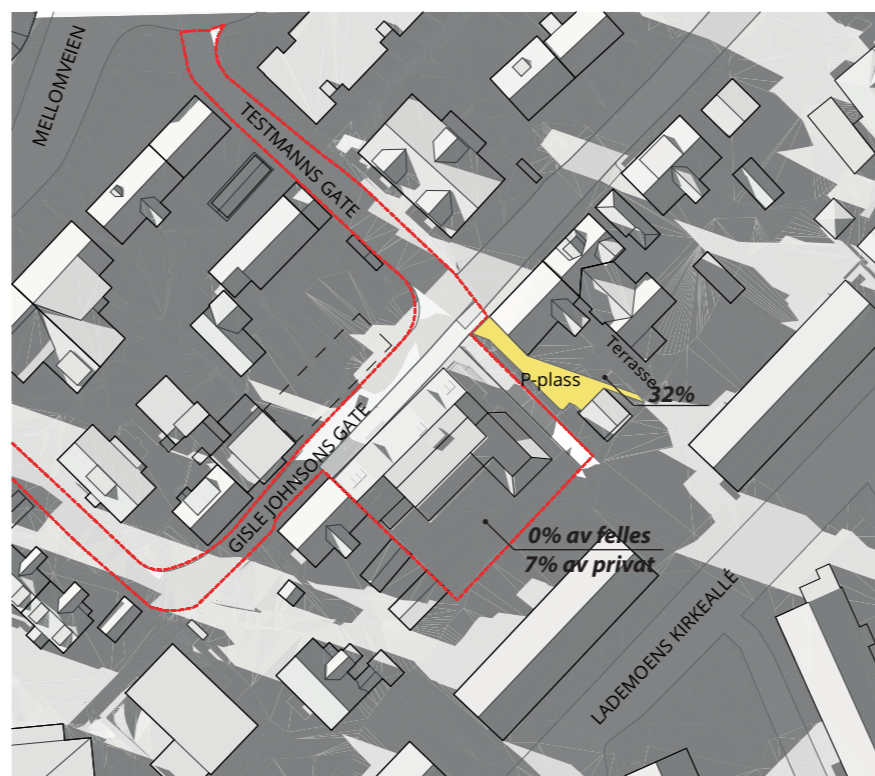 MELLOMVEIEN
TESTMANNS GATE
Terrasse
P-plass
32%
GISLE JOHNSONS GATE
0% av felles
7% av privat
LADEMOENS KIRKEALLÉ